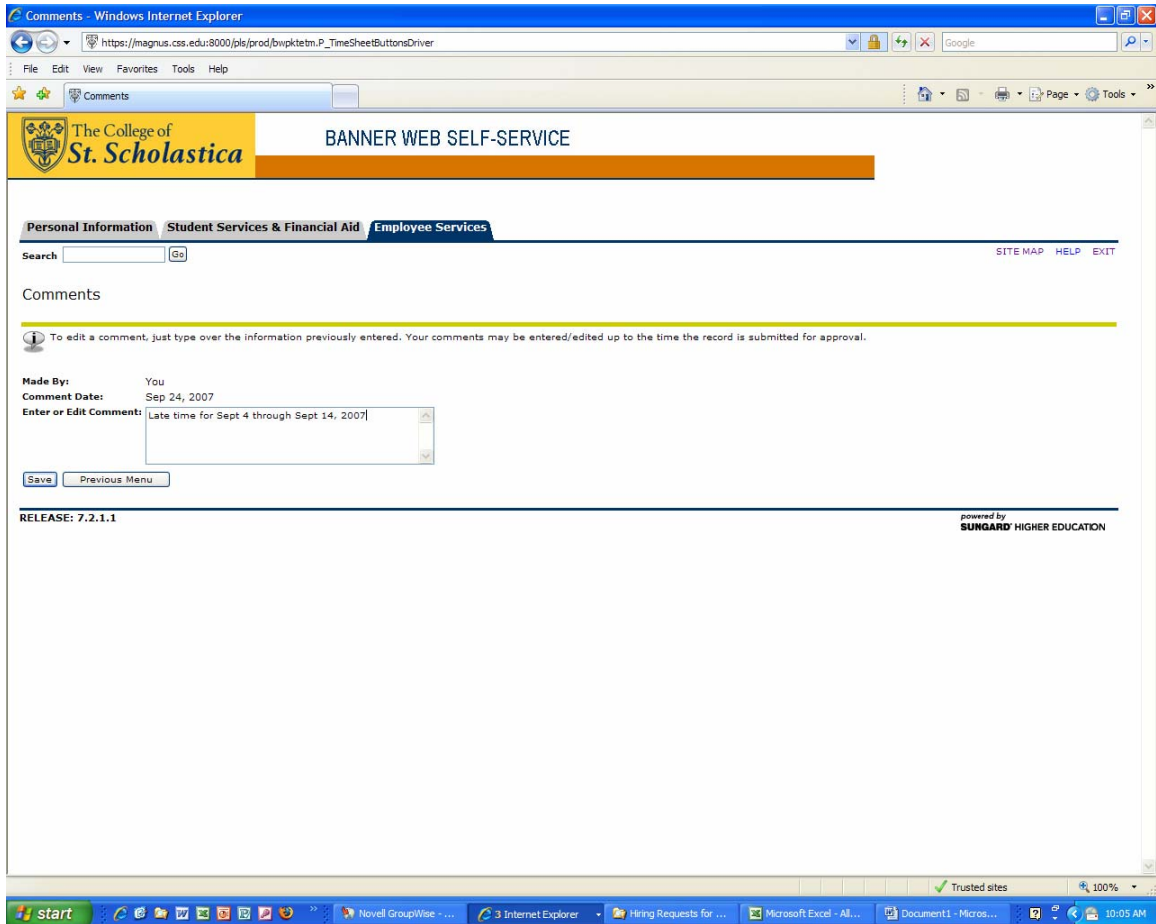 Comments - Windows Internet Explorer
https://magnus.css.edu:8000/pls/prod/bwpktetm.P_TimeSheetButtonsDriver
Google
File Edit View Favorites Tools Help
Comments
Page Tools
The College of
St. Scholastica
BANNER WEB SELF-SERVICE
Personal Information Student Services & Financial Aid Employee Services
Search Go
SITE MAP HELP EXIT
Comments
To edit a comment, just type over the information previously entered. Your comments may be entered/edited up to the time the record is submitted for approval.
Made By: You
Comment Date: Sep 24, 2007
Enter or Edit Comment: Late time for Sept 4 through Sept 14, 2007
Save Previous Menu
RELEASE: 7.2.1.1
powered by
SUNGARD' HIGHER EDUCATION
Trusted sites 100%
start Novell GroupWise - ... 3 Internet Explorer Hiring Requests for ... Microsoft Excel - All... Document1 - Micros... 10:05 AM